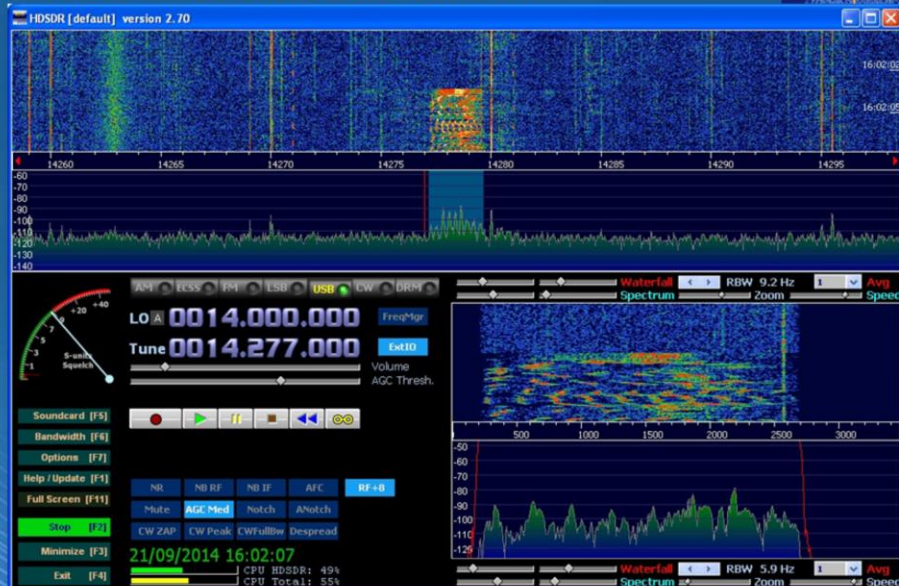 HDSDR [default] version 2.70
16:02:02
16:02:05
14260 14265 14270 14275 14280 14285 14290 14295
-60
-70
-80
-90
-100
-110
-120
-130
-140
AM ECSS FM LSB USB CW DRM
Waterfall RBW 9.2 Hz 1 Avg
Spectrum Zoom Speed
+20 +40
9
7
5
3
1
S-units
Squelch
LO A 0014.000.000 FreqMgr
Tune 0014.277.000 ExtIO
Volume
AGC Thresh.
500 1000 1500 2000 2500 3000
-50
-60
-70
-80
-90
-100
-110
-120
Soundcard [F5]
Bandwidth [F6]
Options [F7]
Help / Update [F1]
Full Screen [F11]
Stop [F2]
Minimize [F3]
Exit [F4]
NR NB RF NB IF AFC RF+0
Mute AGC Med Notch ANotch
CW ZAP CW Peak CWFullBw Despread
21/09/2014 16:02:07
CPU HDSDR: 49%
CPU Total: 55%
Waterfall RBW 5.9 Hz 1 Avg
Spectrum Zoom Speed